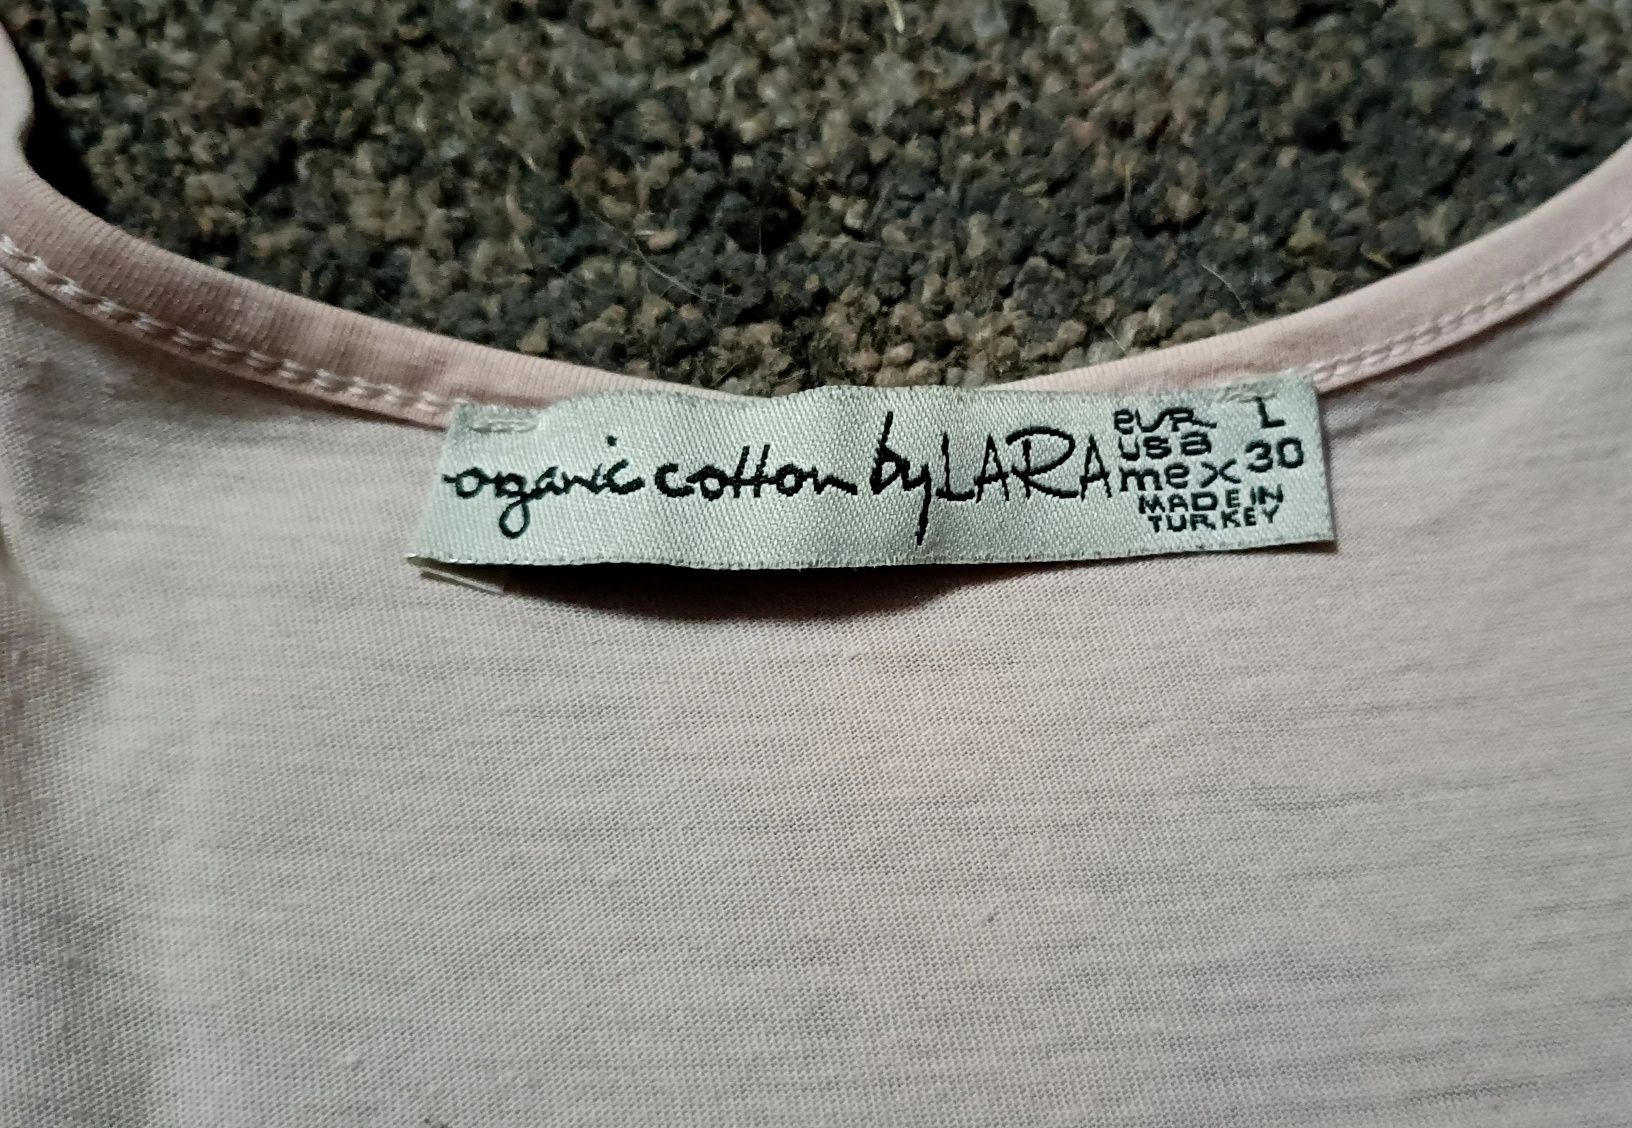 organic cotton by LARA
EUR L
USA
mex 30
MADE IN
TURKEY